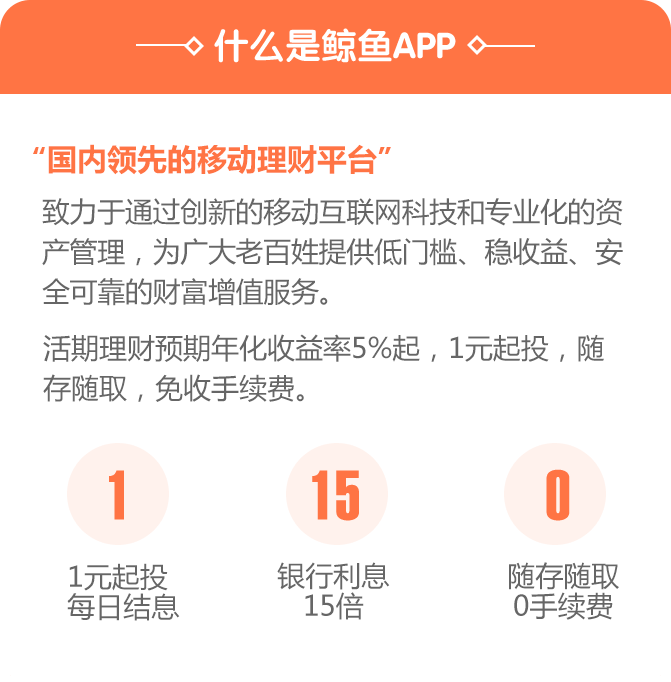 什么是鲸鱼APP
“国内领先的移动理财平台”
致力于通过创新的移动互联网科技和专业化的资
产管理，为广大老百姓提供低门槛、稳收益、安
全可靠的财富增值服务。
活期理财预期年化收益率5%起，1元起投，随
存随取，免收手续费。
1
15
0
1元起投
每日结息
银行利息
15倍
随存随取
0手续费